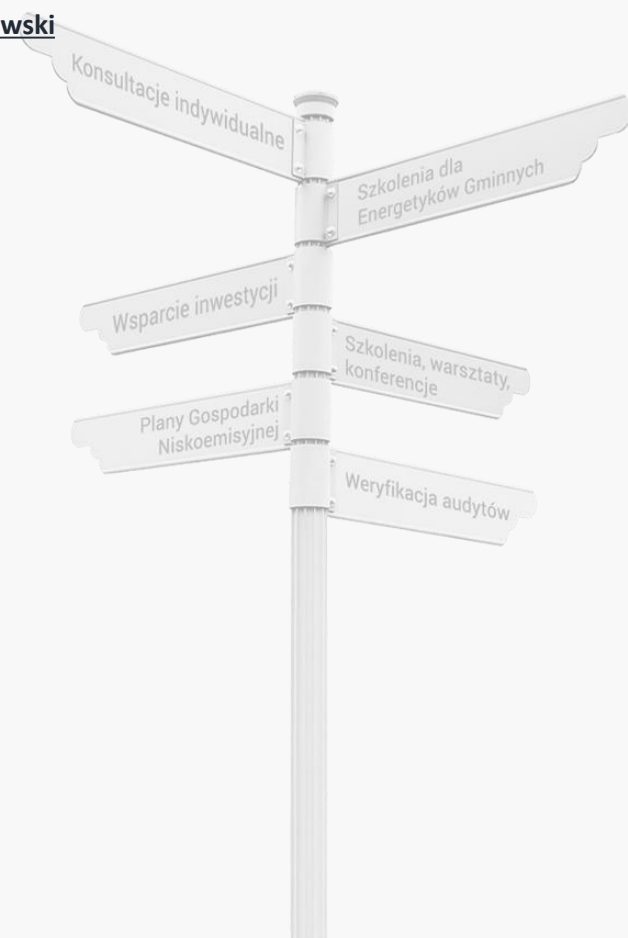 wski
Konsultacje indywidualne
Szkolenia dla
Energetyków Gminnych
Wsparcie inwestycji
Szkolenia, warsztaty,
konferencje
Plany Gospodarki
Niskoemisyjnej
Weryfikacja audytów